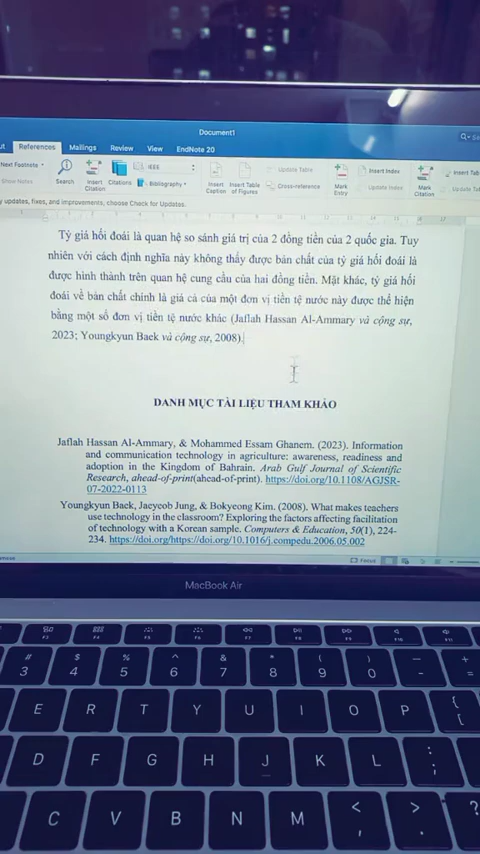 Document1
References Mailings Review View EndNote 20
Next Footnote
Show Notes
Search
Insert Citation
Citations
IEEE
Bibliography
Insert Caption
Insert Table of Figures
Update Table
Cross-reference
Mark Entry
Insert Index
Update Index
Mark Citation
Insert Tab
Update Tab
y updates, fixes, and improvements, choose Check for Updates.
Tỷ giá hối đoái là quan hệ so sánh giá trị của 2 đồng tiền của 2 quốc gia. Tuy
nhiên với cách định nghĩa này không thấy được bản chất của tỷ giá hối đoái là
được hình thành trên quan hệ cung cầu của hai đồng tiền. Mặt khác, tỷ giá hối
đoái về bản chất chính là giá cả của một đơn vị tiền tệ nước này được thể hiện
bằng một số đơn vị tiền tệ nước khác (Jaflah Hassan Al-Ammary và cộng sự,
2023; Youngkyun Baek và cộng sự, 2008).
DANH MỤC TÀI LIỆU THAM KHẢO
Jaflah Hassan Al-Ammary, & Mohammed Essam Ghanem. (2023). Information
and communication technology in agriculture: awareness, readiness and
adoption in the Kingdom of Bahrain. Arab Gulf Journal of Scientific
Research, ahead-of-print(ahead-of-print). https://doi.org/10.1108/AGJSR-
07-2022-0113
Youngkyun Baek, Jaeyeob Jung, & Bokyeong Kim. (2008). What makes teachers
use technology in the classroom? Exploring the factors affecting facilitation
of technology with a Korean sample. Computers & Education, 50(1), 224-
234. https://doi.org/https://doi.org/10.1016/j.compedu.2006.05.002
Focus
MacBook Air
F3 F4 F5 F6 F7 F8 F9 F10 F11
# $ % ^ & * ( ) — +
3 4 5 6 7 8 9 0 - =
E R T Y U I O P { [
D F G H J K L : ;
C V B N M < , > . ?